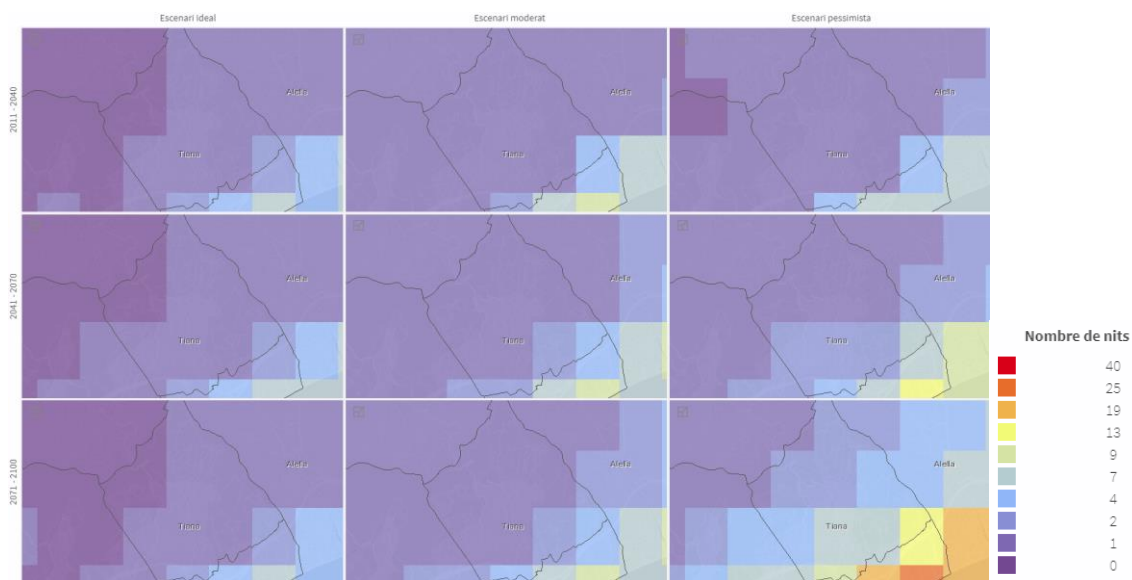 Escenari ideal Escenari moderat Escenari pessimista
2011 - 2040
Alella Alella Alella
Tiana Tiana Tiana
2041 - 2070
Alella Alella Alella
Tiana Tiana Tiana
2071 - 2100
Alella Alella Alella
Tiana Tiana Tiana
Nombre de nits
40
25
19
13
9
7
4
2
1
0